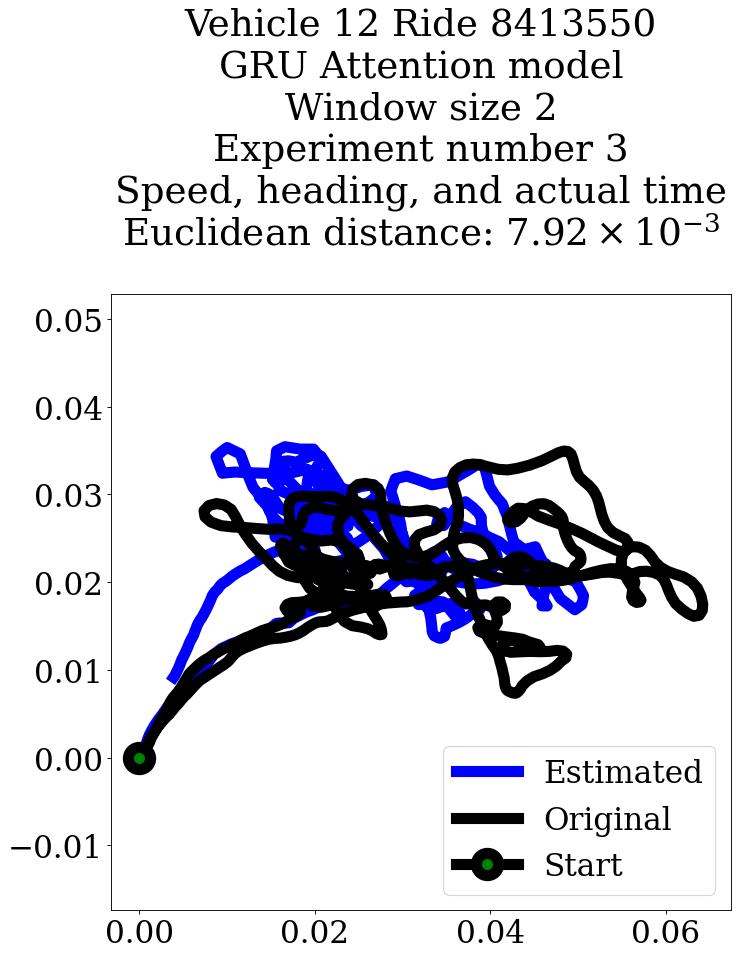 Vehicle 12 Ride 8413550
GRU Attention model
Window size 2
Experiment number 3
Speed, heading, and actual time
Euclidean distance: 7.92 × 10⁻³
0.05
0.04
0.03
0.02
0.01
0.00
−0.01
Estimated
Original
Start
0.00 0.02 0.04 0.06